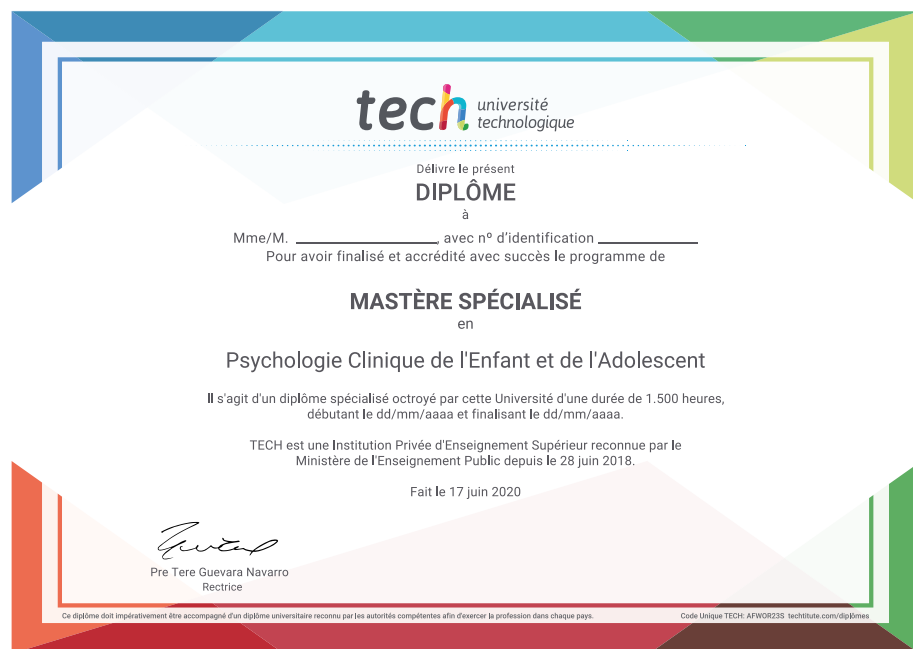 tech université
technologique
Délivre le présent
DIPLÔME
à
Mme/M. ____________________, avec nº d'identification ______________
Pour avoir finalisé et accrédité avec succès le programme de
MASTÈRE SPÉCIALISÉ
en
Psychologie Clinique de l'Enfant et de l'Adolescent
Il s'agit d'un diplôme spécialisé octroyé par cette Université d'une durée de 1.500 heures,
débutant le dd/mm/aaaa et finalisant le dd/mm/aaaa.
TECH est une Institution Privée d'Enseignement Supérieur reconnue par le
Ministère de l'Enseignement Public depuis le 28 juin 2018.
Fait le 17 juin 2020
Pre Tere Guevara Navarro
Rectrice
Ce diplôme doit impérativement être accompagné d'un diplôme universitaire reconnu par les autorités compétentes afin d'exercer la profession dans chaque pays.
Code Unique TECH: AFWOR23S techtitute.com/diplômes